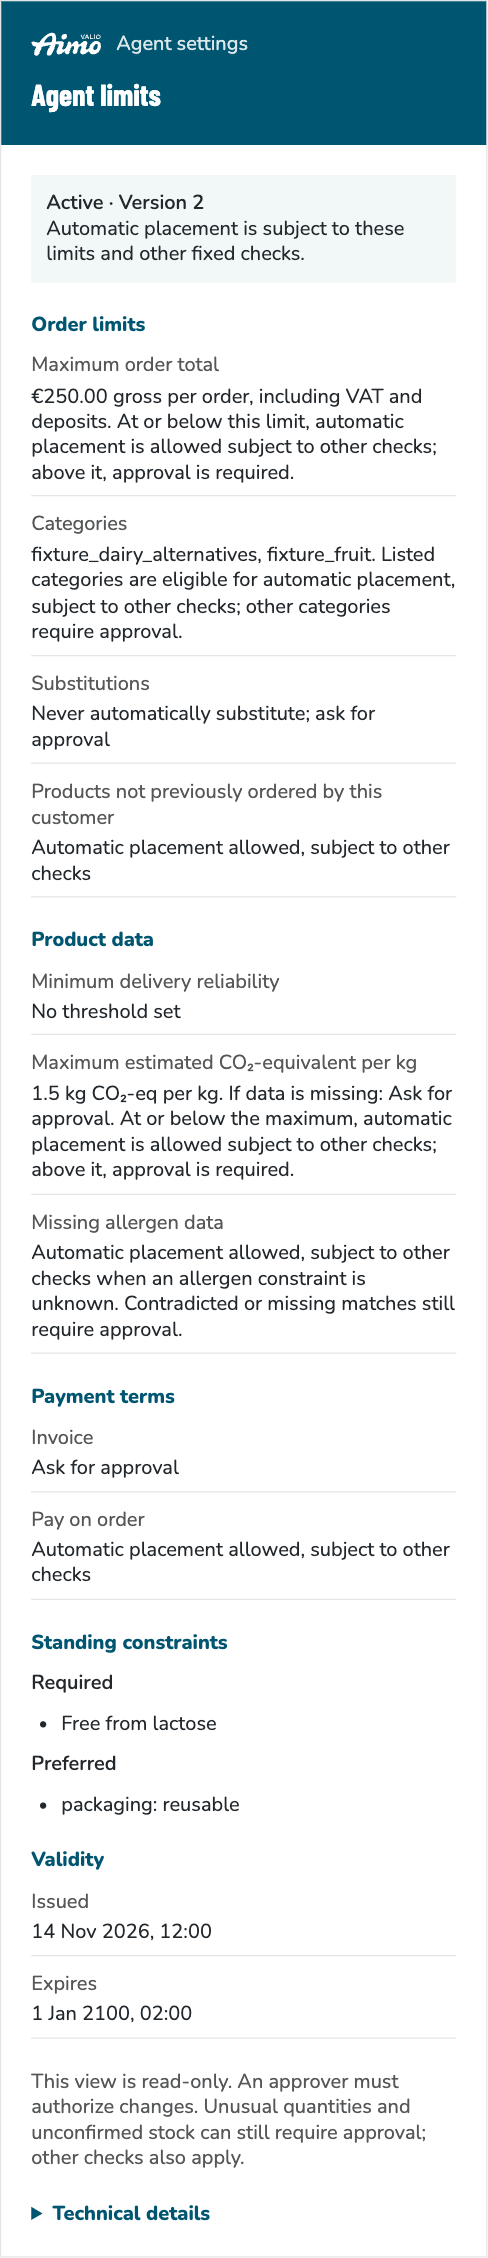 Aimo VALIO Agent settings
Agent limits
Active · Version 2
Automatic placement is subject to these
limits and other fixed checks.
Order limits
Maximum order total
€250.00 gross per order, including VAT and
deposits. At or below this limit, automatic
placement is allowed subject to other checks;
above it, approval is required.
Categories
fixture_dairy_alternatives, fixture_fruit. Listed
categories are eligible for automatic placement,
subject to other checks; other categories
require approval.
Substitutions
Never automatically substitute; ask for
approval
Products not previously ordered by this
customer
Automatic placement allowed, subject to other
checks
Product data
Minimum delivery reliability
No threshold set
Maximum estimated CO₂-equivalent per kg
1.5 kg CO₂-eq per kg. If data is missing: Ask for
approval. At or below the maximum, automatic
placement is allowed subject to other checks;
above it, approval is required.
Missing allergen data
Automatic placement allowed, subject to other
checks when an allergen constraint is
unknown. Contradicted or missing matches still
require approval.
Payment terms
Invoice
Ask for approval
Pay on order
Automatic placement allowed, subject to other
checks
Standing constraints
Required
• Free from lactose
Preferred
• packaging: reusable
Validity
Issued
14 Nov 2026, 12:00
Expires
1 Jan 2100, 02:00
This view is read-only. An approver must
authorize changes. Unusual quantities and
unconfirmed stock can still require approval;
other checks also apply.
▶ Technical details